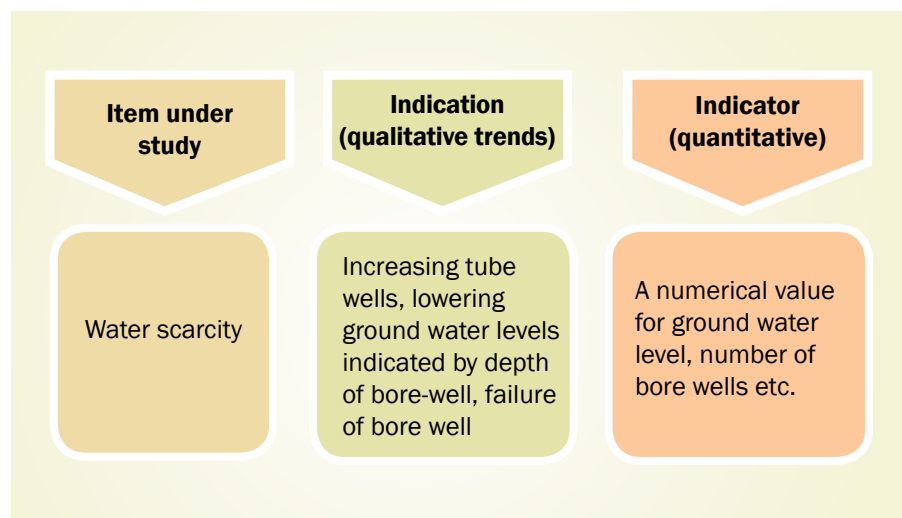 Item under
study
Indication
(qualitative trends)
Indicator
(quantitative)
Water scarcity
Increasing tube
wells, lowering
ground water levels
indicated by depth
of bore-well, failure
of bore well
A numerical value
for ground water
level, number of
bore wells etc.